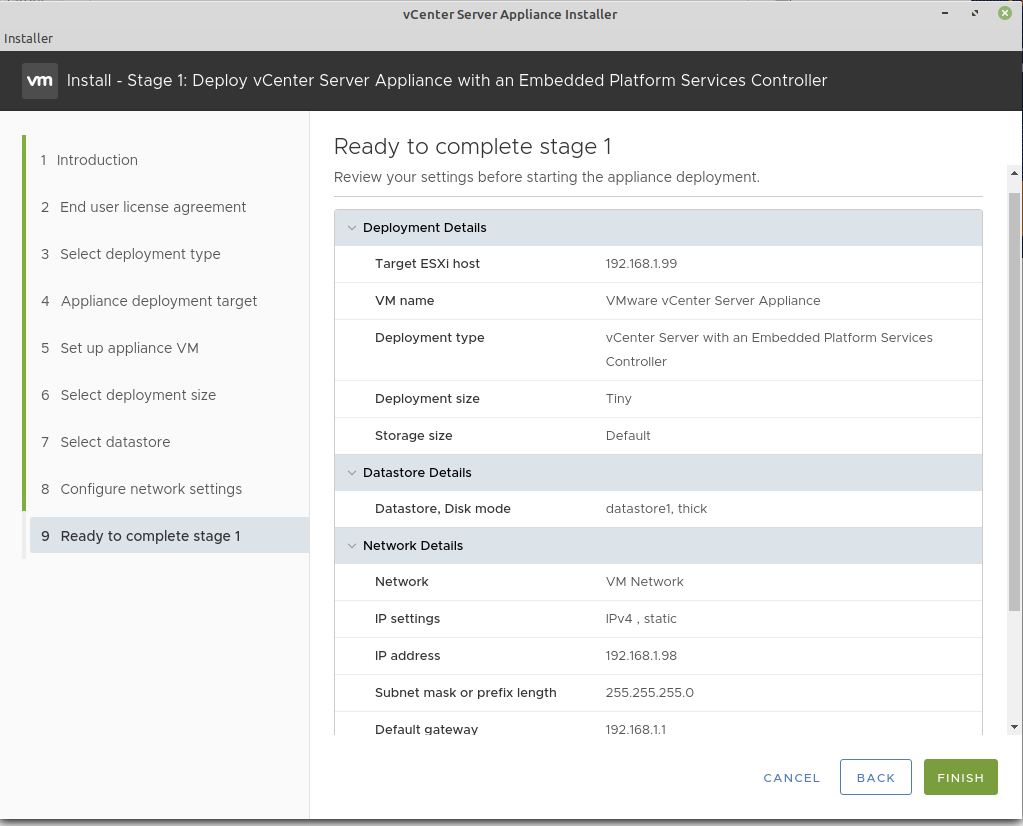 vCenter Server Appliance Installer
Installer
vm Install - Stage 1: Deploy vCenter Server Appliance with an Embedded Platform Services Controller
1 Introduction
2 End user license agreement
3 Select deployment type
4 Appliance deployment target
5 Set up appliance VM
6 Select deployment size
7 Select datastore
8 Configure network settings
9 Ready to complete stage 1
Ready to complete stage 1
Review your settings before starting the appliance deployment.
Deployment Details
Target ESXi host 192.168.1.99
VM name VMware vCenter Server Appliance
Deployment type vCenter Server with an Embedded Platform Services
Controller
Deployment size Tiny
Storage size Default
Datastore Details
Datastore, Disk mode datastore1, thick
Network Details
Network VM Network
IP settings IPv4 , static
IP address 192.168.1.98
Subnet mask or prefix length 255.255.255.0
Default gateway 192.168.1.1
CANCEL BACK FINISH